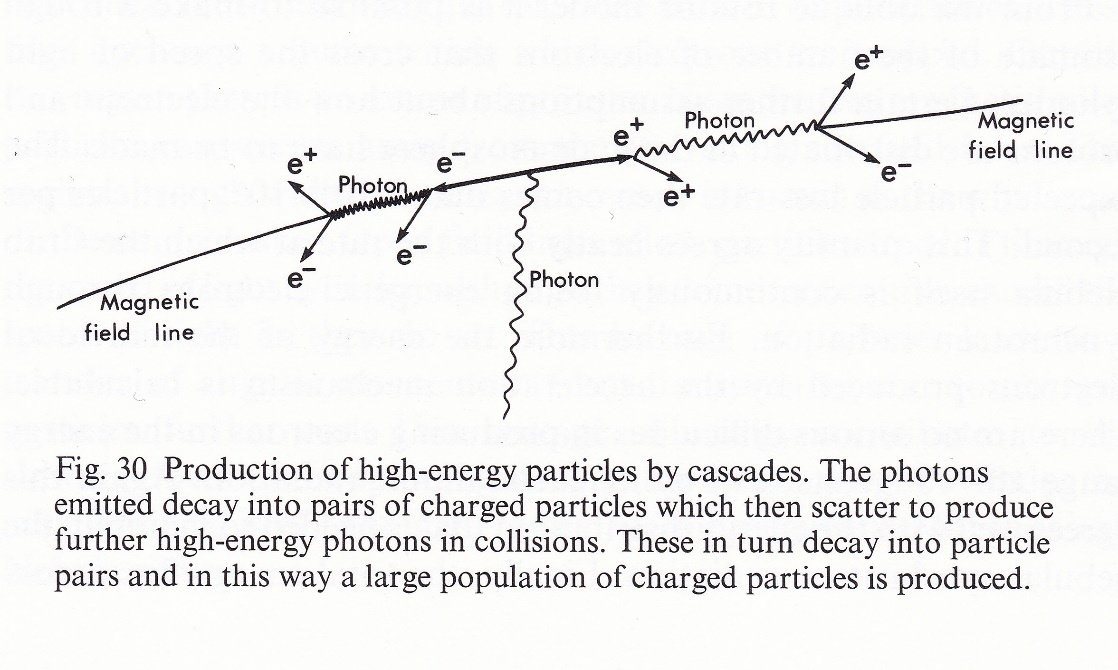 e+
Photon
e+
e-
e+
Photon
Magnetic
field line
e+
e-
e+
Photon
e-
e-
e-
Photon
Magnetic
field line
Fig. 30 Production of high-energy particles by cascades. The photons
emitted decay into pairs of charged particles which then scatter to produce
further high-energy photons in collisions. These in turn decay into particle
pairs and in this way a large population of charged particles is produced.